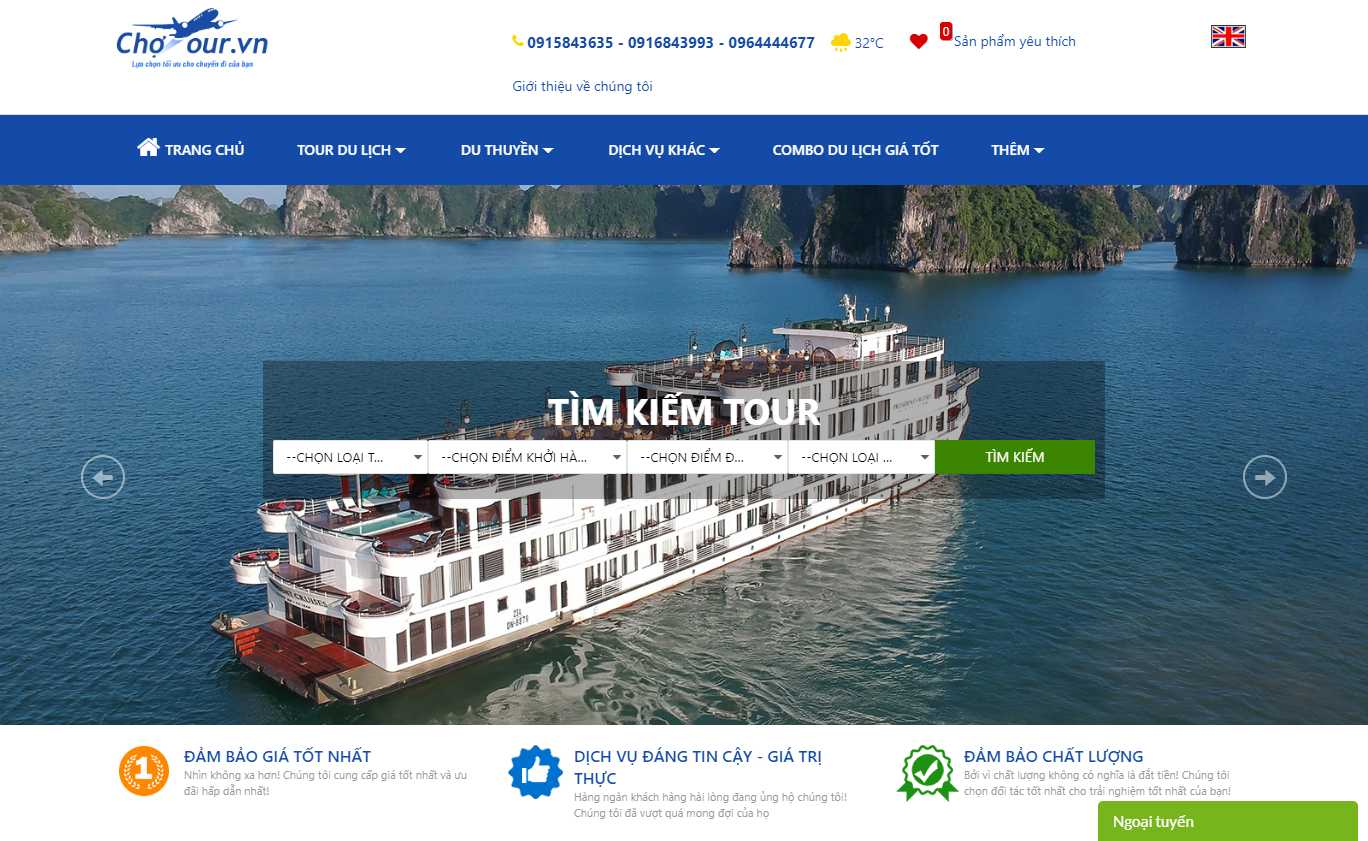 ChợTour.vn
Lựa chọn tối ưu cho chuyến đi của bạn
0915843635 - 0916843993 - 0964444677
32°C
0
Sản phẩm yêu thích
Giới thiệu về chúng tôi
TRANG CHỦ
TOUR DU LỊCH
DU THUYỀN
DỊCH VỤ KHÁC
COMBO DU LỊCH GIÁ TỐT
THÊM
TÌM KIẾM TOUR
--CHỌN LOẠI T...
--CHỌN ĐIỂM KHỞI HÀ...
--CHỌN ĐIỂM Đ...
--CHỌN LOẠI ...
TÌM KIẾM
CRUISES
QN-8879
1
ĐẢM BẢO GIÁ TỐT NHẤT
Nhìn không xa hơn! Chúng tôi cung cấp giá tốt nhất và ưu
đãi hấp dẫn nhất!
DỊCH VỤ ĐÁNG TIN CẬY - GIÁ TRỊ
THỰC
Hàng ngàn khách hàng hài lòng đang ủng hộ chúng tôi!
Chúng tôi đã vượt quá mong đợi của họ
ĐẢM BẢO CHẤT LƯỢNG
Bởi vì chất lượng không có nghĩa là đắt tiền! Chúng tôi
chọn đối tác tốt nhất cho trải nghiệm tốt nhất của bạn!
Ngoại tuyến